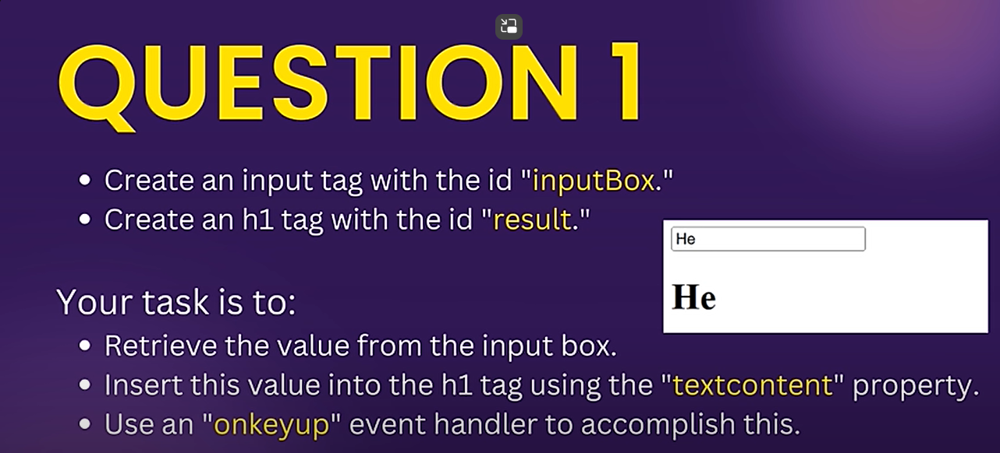 QUESTION 1
• Create an input tag with the id "inputBox."
• Create an h1 tag with the id "result."
He
He
Your task is to:
• Retrieve the value from the input box.
• Insert this value into the h1 tag using the "textcontent" property.
• Use an "onkeyup" event handler to accomplish this.